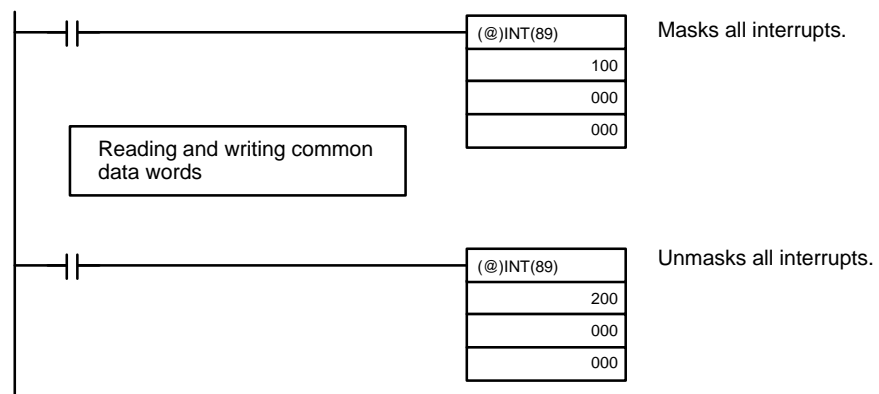 (@)INT(89) Masks all interrupts.
100
000
000
Reading and writing common
data words
(@)INT(89) Unmasks all interrupts.
200
000
000